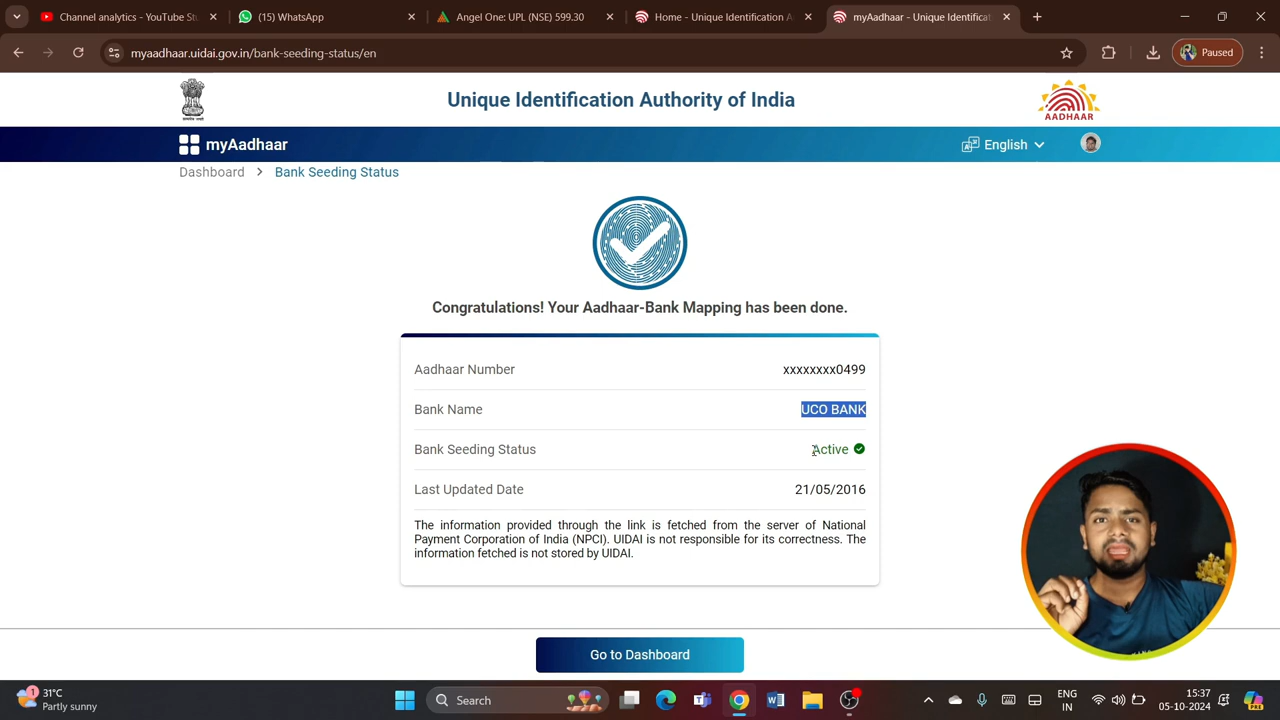 Channel analytics - YouTube St
(15) WhatsApp
Angel One: UPL (NSE) 599.30
Home - Unique Identification A
myAadhaar - Unique Identificat
myaadhaar.uidai.gov.in/bank-seeding-status/en
Paused
Unique Identification Authority of India
AADHAAR
myAadhaar
English
Dashboard > Bank Seeding Status
Congratulations! Your Aadhaar-Bank Mapping has been done.
Aadhaar Number xxxxxxxx0499
Bank Name UCO BANK
Bank Seeding Status Active
Last Updated Date 21/05/2016
The information provided through the link is fetched from the server of National
Payment Corporation of India (NPCI). UIDAI is not responsible for its correctness. The
information fetched is not stored by UIDAI.
Go to Dashboard
1
31°C
Partly sunny
Search
ENG
IN
15:37
05-10-2024